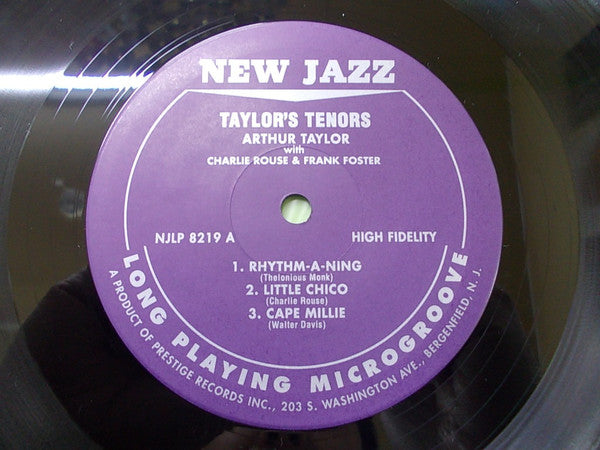 NEW JAZZ
TAYLOR'S TENORS
ARTHUR TAYLOR
with
CHARLIE ROUSE & FRANK FOSTER
NJLP 8219 A
HIGH FIDELITY
1. RHYTHM-A-NING
(Thelonious Monk)
2. LITTLE CHICO
(Charlie Rouse)
3. CAPE MILLIE
(Walter Davis)
LONG PLAYING MICROGROOVE
A PRODUCT OF PRESTIGE RECORDS INC., 203 S. WASHINGTON AVE., BERGENFIELD, N. J.